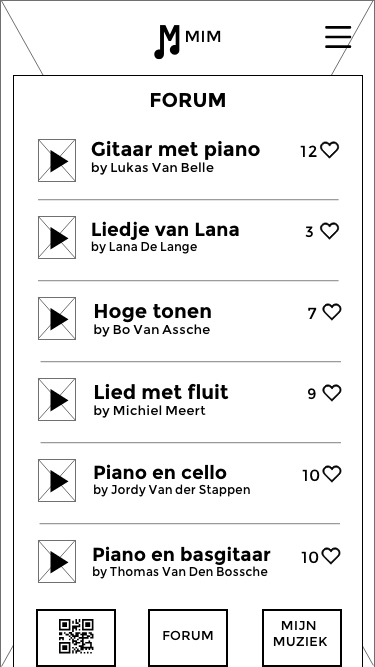 MIM
FORUM
Gitaar met piano
12
by Lukas Van Belle
Liedje van Lana
3
by Lana De Lange
Hoge tonen
7
by Bo Van Assche
Lied met fluit
9
by Michiel Meert
Piano en cello
10
by Jordy Van der Stappen
Piano en basgitaar
10
by Thomas Van Den Bossche
FORUM
MIJN
MUZIEK